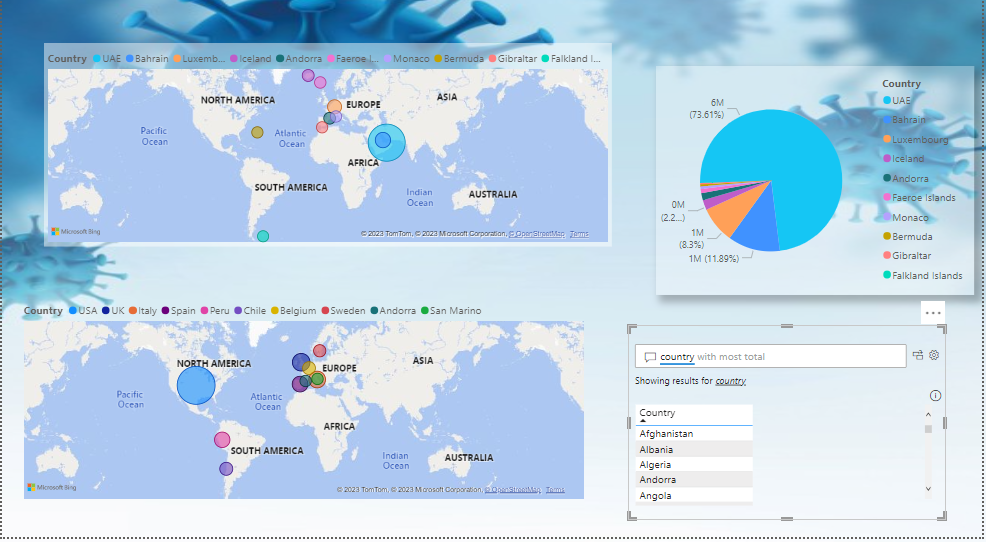 Country UAE Bahrain Luxemb... Iceland Andorra Faeroe I... Monaco Bermuda Gibraltar Falkland I...
NORTH AMERICA
EUROPE
ASIA
Pacific
Ocean
Atlantic
Ocean
AFRICA
SOUTH AMERICA
Indian
Ocean
AUSTRALIA
Microsoft Bing
© 2023 TomTom, © 2023 Microsoft Corporation, © OpenStreetMap Terms
6M
(73.61%)
0M
(2.2...)
1M
(8.3%)
1M (11.89%)
Country
UAE
Bahrain
Luxembourg
Iceland
Andorra
Faeroe Islands
Monaco
Bermuda
Gibraltar
Falkland Islands
Country USA UK Italy Spain Peru Chile Belgium Sweden Andorra San Marino
NORTH AMERICA
EUROPE
ASIA
Pacific
Ocean
Atlantic
Ocean
AFRICA
SOUTH AMERICA
Indian
Ocean
AUSTRALIA
Microsoft Bing
© 2023 TomTom, © 2023 Microsoft Corporation, © OpenStreetMap Terms
country with most total
Showing results for country
Country
Afghanistan
Albania
Algeria
Andorra
Angola